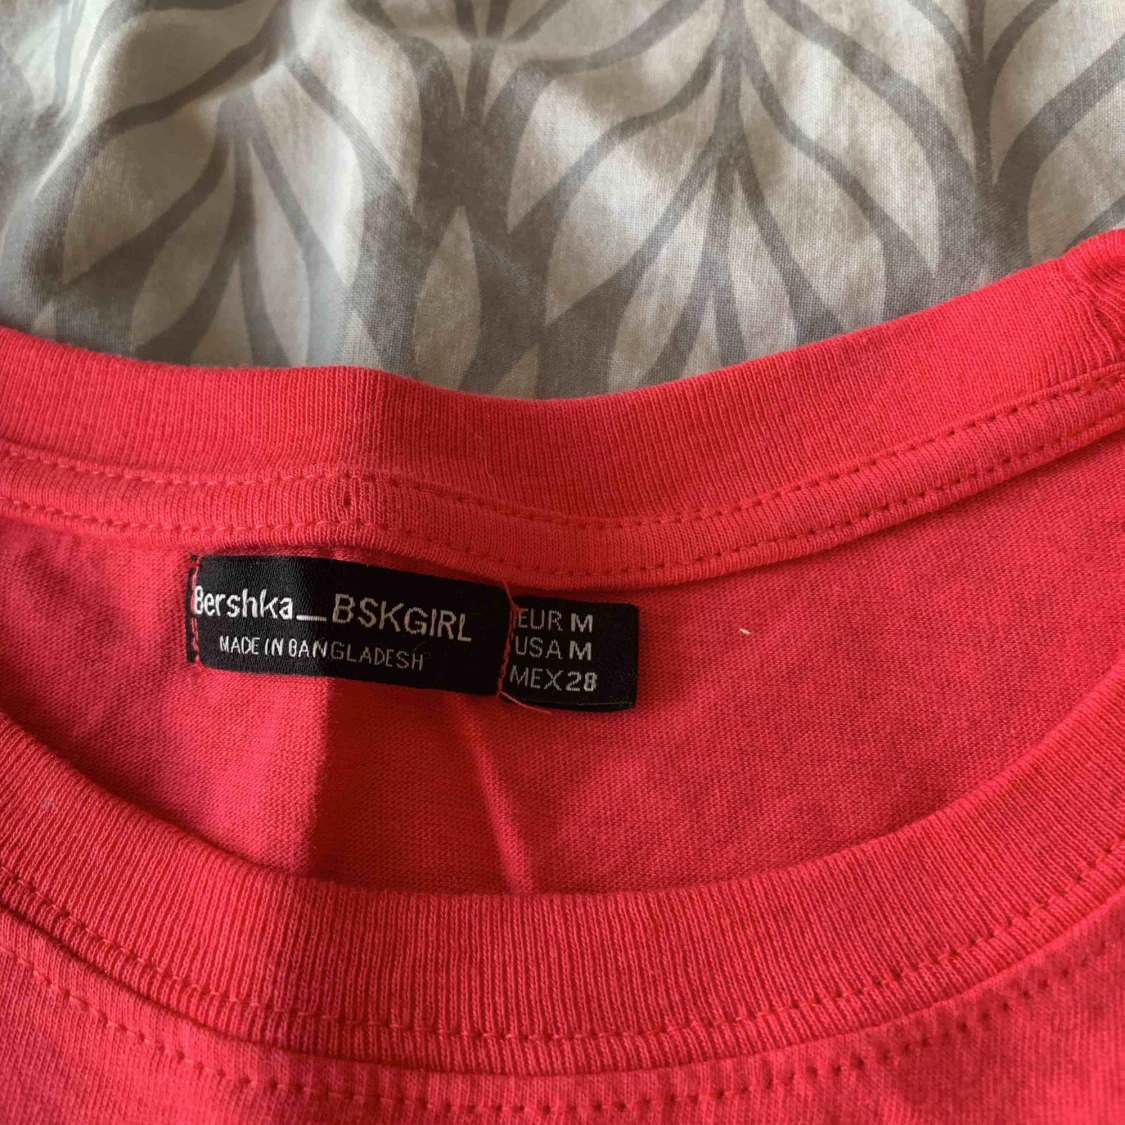 Bershka_BSKGIRL
MADE IN BANGLADESH
EUR M
USA M
MEX 28